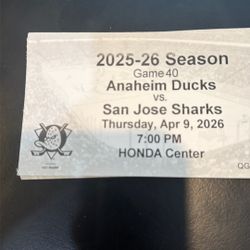 2025-26 Season
Game 40
Anaheim Ducks
vs.
San Jose Sharks
Thursday, Apr 9, 2026
7:00 PM
HONDA Center
QG